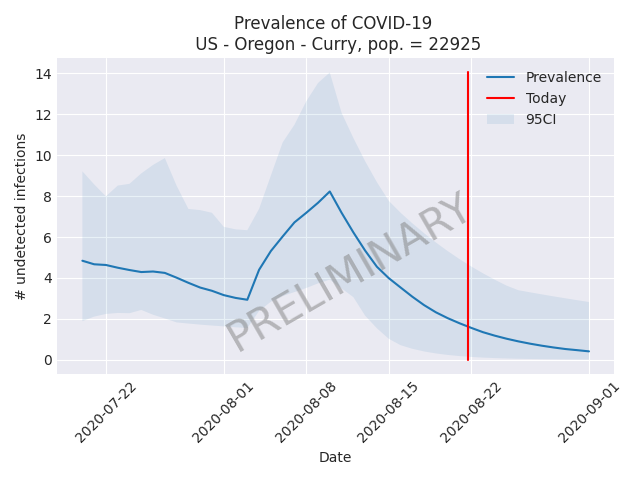 Prevalence of COVID-19
US - Oregon - Curry, pop. = 22925
# undetected infections
14
12
10
8
6
4
2
0
Prevalence
Today
95CI
PRELIMINARY
2020-07-22
2020-08-01
2020-08-08
2020-08-15
2020-08-22
2020-09-01
Date